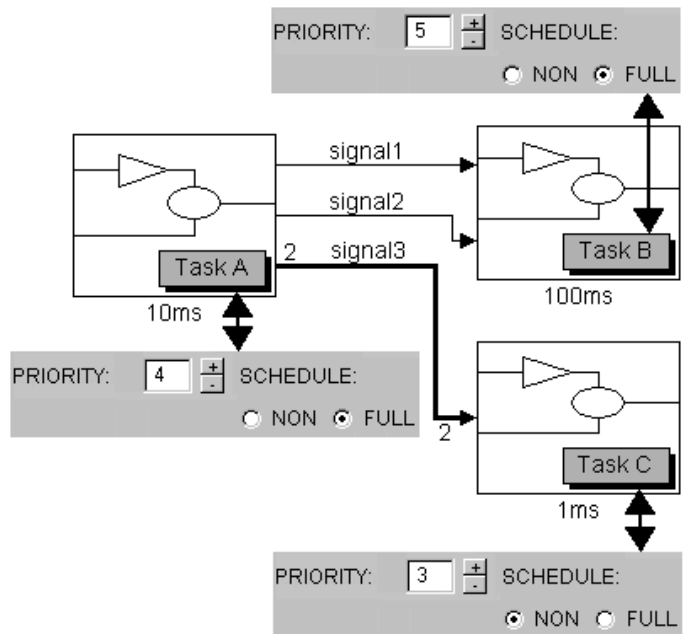 PRIORITY: 5 + - SCHEDULE:
NON FULL
signal1
signal2
2 signal3
Task A
10ms
Task B
100ms
PRIORITY: 4 + - SCHEDULE:
NON FULL
2
Task C
1ms
PRIORITY: 3 + - SCHEDULE:
NON FULL